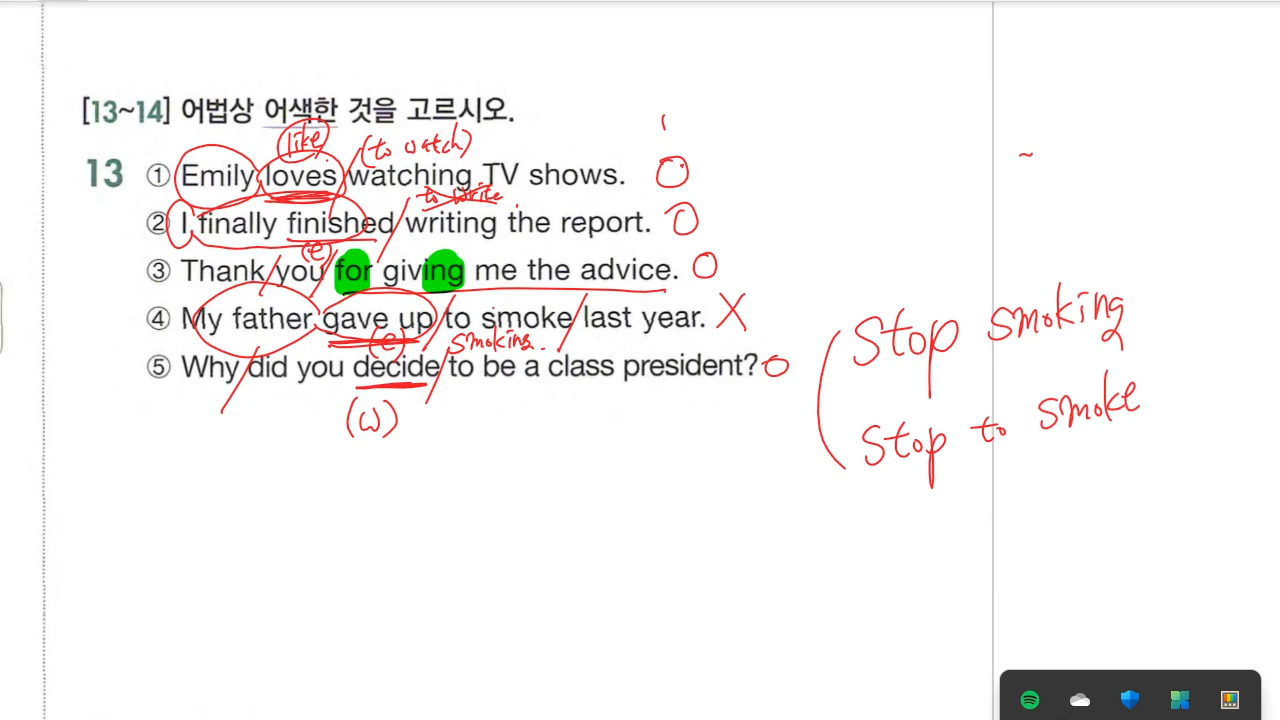 [13~14] 어법상 어색한 것을 고르시오.
like (to watch)
13 ① Emily loves watching TV shows. O
to write
② I finally finished writing the report. O
(e)
③ Thank you for giving me the advice. O
④ My father gave up to smoke last year. X
(e) smoking.
⑤ Why did you decide to be a class president? O
(w)
Stop smoking
Stop to smoke